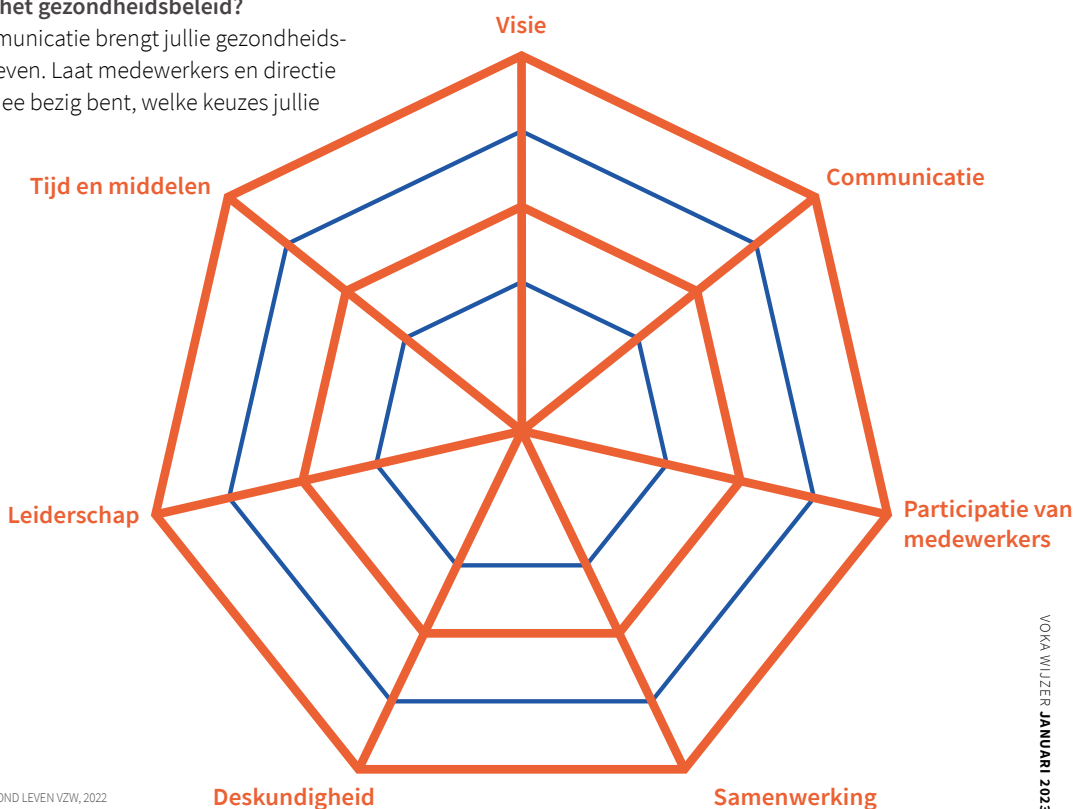 het gezondheidsbeleid?
municatie brengt jullie gezondheids-
even. Laat medewerkers en directie
ee bezig bent, welke keuzes jullie
Visie
Tijd en middelen
Communicatie
Leiderschap
Participatie van
medewerkers
Deskundigheid
Samenwerking
OND LEVEN VZW, 2022
VOKA WIJZER JANUARI 2023